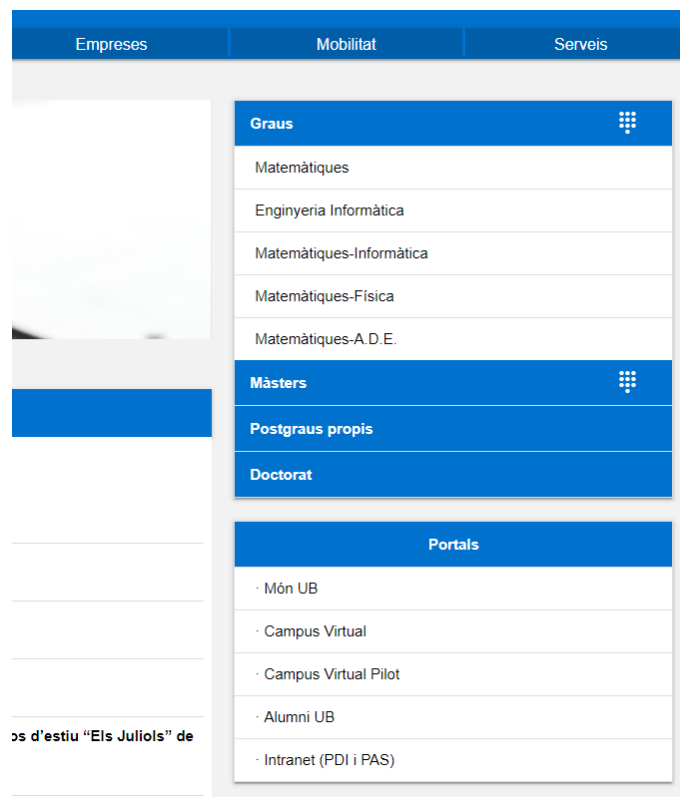 Empreses
Mobilitat
Serveis
Graus
Matemàtiques
Enginyeria Informàtica
Matemàtiques-Informàtica
Matemàtiques-Física
Matemàtiques-A.D.E.
Màsters
Postgraus propis
Doctorat
Portals
· Món UB
· Campus Virtual
· Campus Virtual Pilot
· Alumni UB
· Intranet (PDI i PAS)
d’estiu “Els Juliols” de